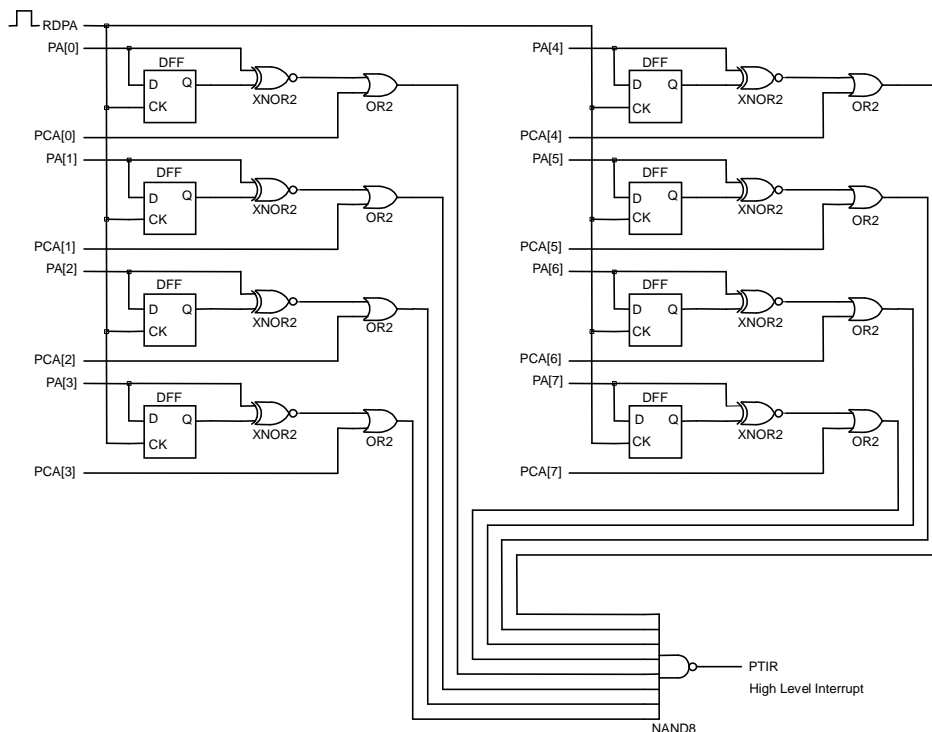 RDPA
PA[0]
DFF
D
Q
CK
XNOR2
OR2
PCA[0]
PA[1]
DFF
D
Q
CK
XNOR2
OR2
PCA[1]
PA[2]
DFF
D
Q
CK
XNOR2
OR2
PCA[2]
PA[3]
DFF
D
Q
CK
XNOR2
OR2
PCA[3]
PA[4]
DFF
D
Q
CK
XNOR2
OR2
PCA[4]
PA[5]
DFF
D
Q
CK
XNOR2
OR2
PCA[5]
PA[6]
DFF
D
Q
CK
XNOR2
OR2
PCA[6]
PA[7]
DFF
D
Q
CK
XNOR2
OR2
PCA[7]
PTIR
High Level Interrupt
NAND8